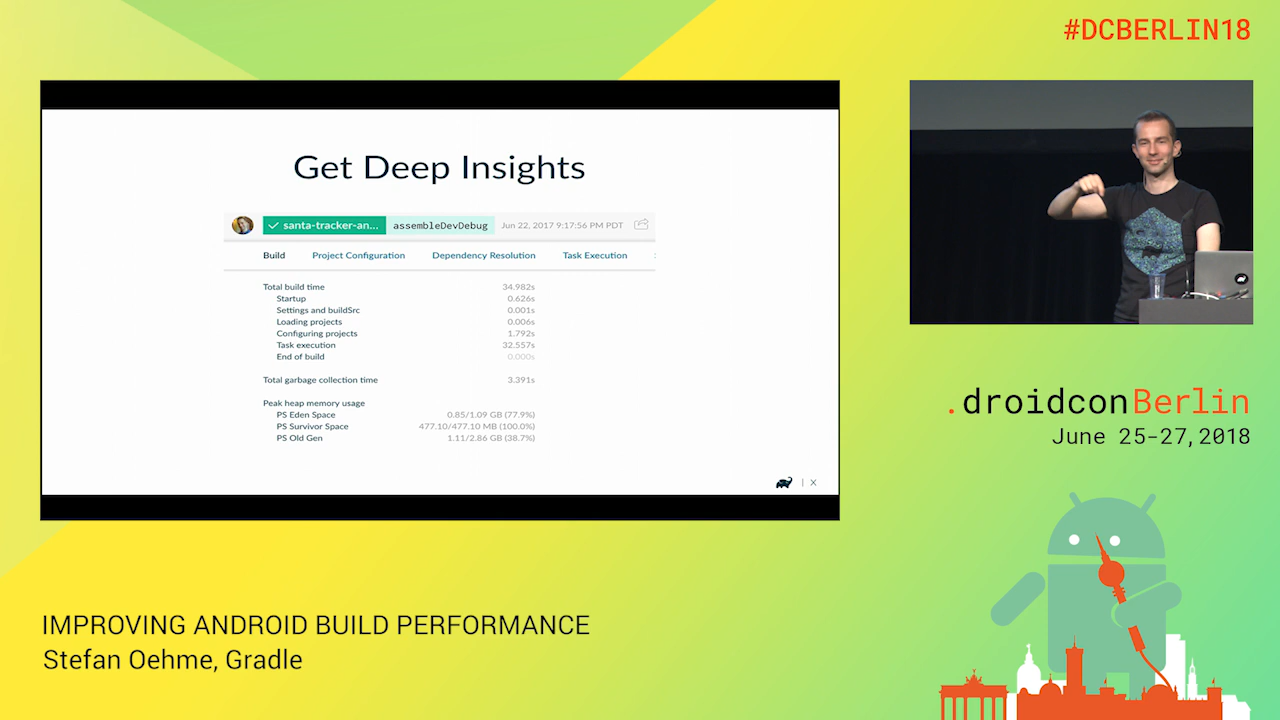 #DCBERLIN18
Get Deep Insights
santa-tracker-an... assembleDevDebug Jun 22, 2017 9:17:56 PM PDT
Build Project Configuration Dependency Resolution Task Execution
Total build time 34.982s
Startup 0.626s
Settings and buildSrc 0.001s
Loading projects 0.006s
Configuring projects 1.792s
Task execution 32.557s
End of build 0.000s
Total garbage collection time 3.391s
Peak heap memory usage
PS Eden Space 0.85/1.09 GB (77.9%)
PS Survivor Space 477.10/477.10 MB (100.0%)
PS Old Gen 1.11/2.86 GB (38.7%)
| X
.droidconBerlin
June 25-27, 2018
IMPROVING ANDROID BUILD PERFORMANCE
Stefan Oehme, Gradle